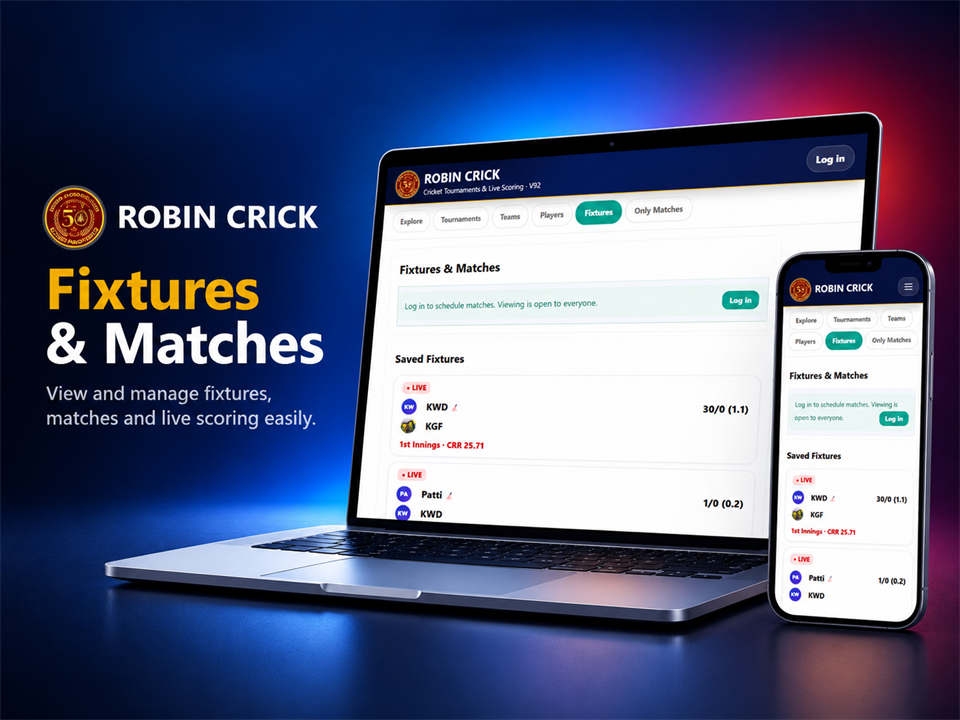 ROBIN CRICK
Fixtures
& Matches
View and manage fixtures,
matches and live scoring easily.
ROBIN CRICK
Cricket Tournaments & Live Scoring · V92
Log in
Explore
Tournaments
Teams
Players
Fixtures
Only Matches
Fixtures & Matches
Log in to schedule matches. Viewing is open to everyone.
Log in
Saved Fixtures
• LIVE
KW KWD
30/0 (1.1)
KGF
1st Innings · CRR 25.71
• LIVE
PA Patti
1/0 (0.2)
KW KWD
ROBIN CRICK
Explore
Tournaments
Teams
Players
Fixtures
Only Matches
Fixtures & Matches
Log in to schedule matches. Viewing is
open to everyone.
Log in
Saved Fixtures
• LIVE
KW KWD
30/0 (1.1)
KGF
1st Innings · CRR 25.71
• LIVE
PA Patti
1/0 (0.2)
KW KWD